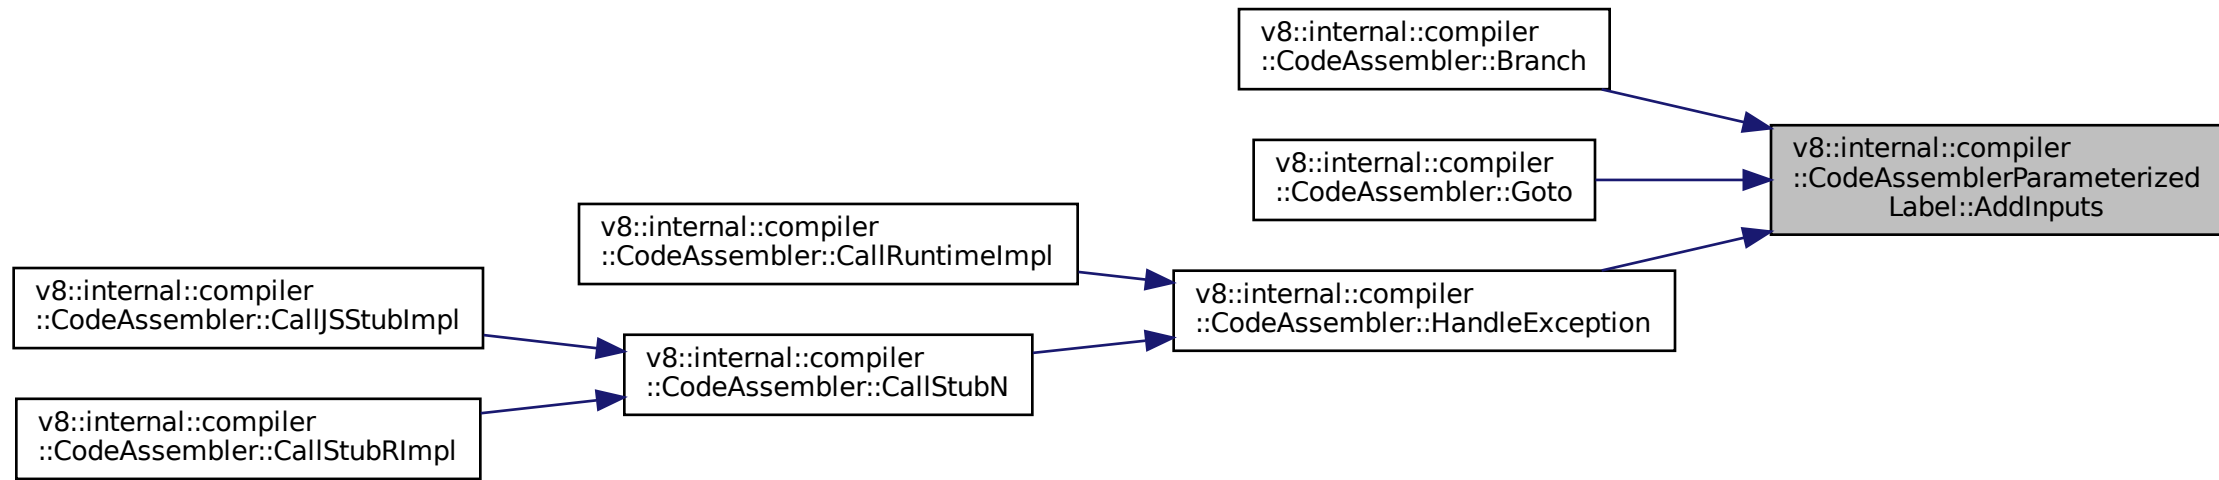 v8::internal::compiler
::CodeAssembler::Branch
v8::internal::compiler
::CodeAssemblerParameterized
Label::AddInputs
v8::internal::compiler
::CodeAssembler::Goto
v8::internal::compiler
::CodeAssembler::CallRuntimeImpl
v8::internal::compiler
::CodeAssembler::HandleException
v8::internal::compiler
::CodeAssembler::CallJSStubImpl
v8::internal::compiler
::CodeAssembler::CallStubN
v8::internal::compiler
::CodeAssembler::CallStubRImpl